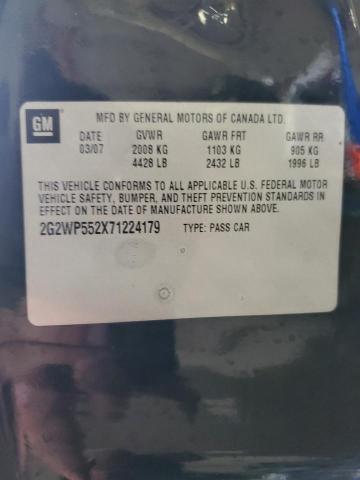 GM
MFD BY GENERAL MOTORS OF CANADA LTD.
DATE GVWR GAWR FRT GAWR RR
03/07 2008 KG 1103 KG 905 KG
4428 LB 2432 LB 1996 LB
THIS VEHICLE CONFORMS TO ALL APPLICABLE U.S. FEDERAL MOTOR
VEHICLE SAFETY, BUMPER, AND THEFT PREVENTION STANDARDS
IN EFFECT ON THE DATE OF MANUFACTURE SHOWN ABOVE.
2G2WP552X71224179 TYPE: PASS CAR